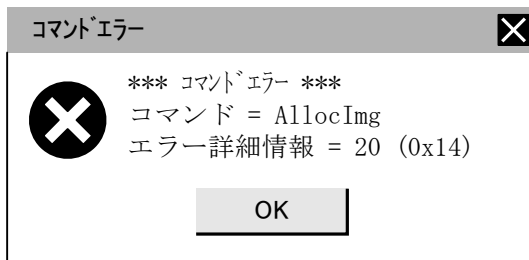 コマンドエラー
*** ｺﾏﾝﾄﾞｴﾗｰ ***
コマンド = AllocImg
エラー詳細情報 = 20 (0x14)
OK